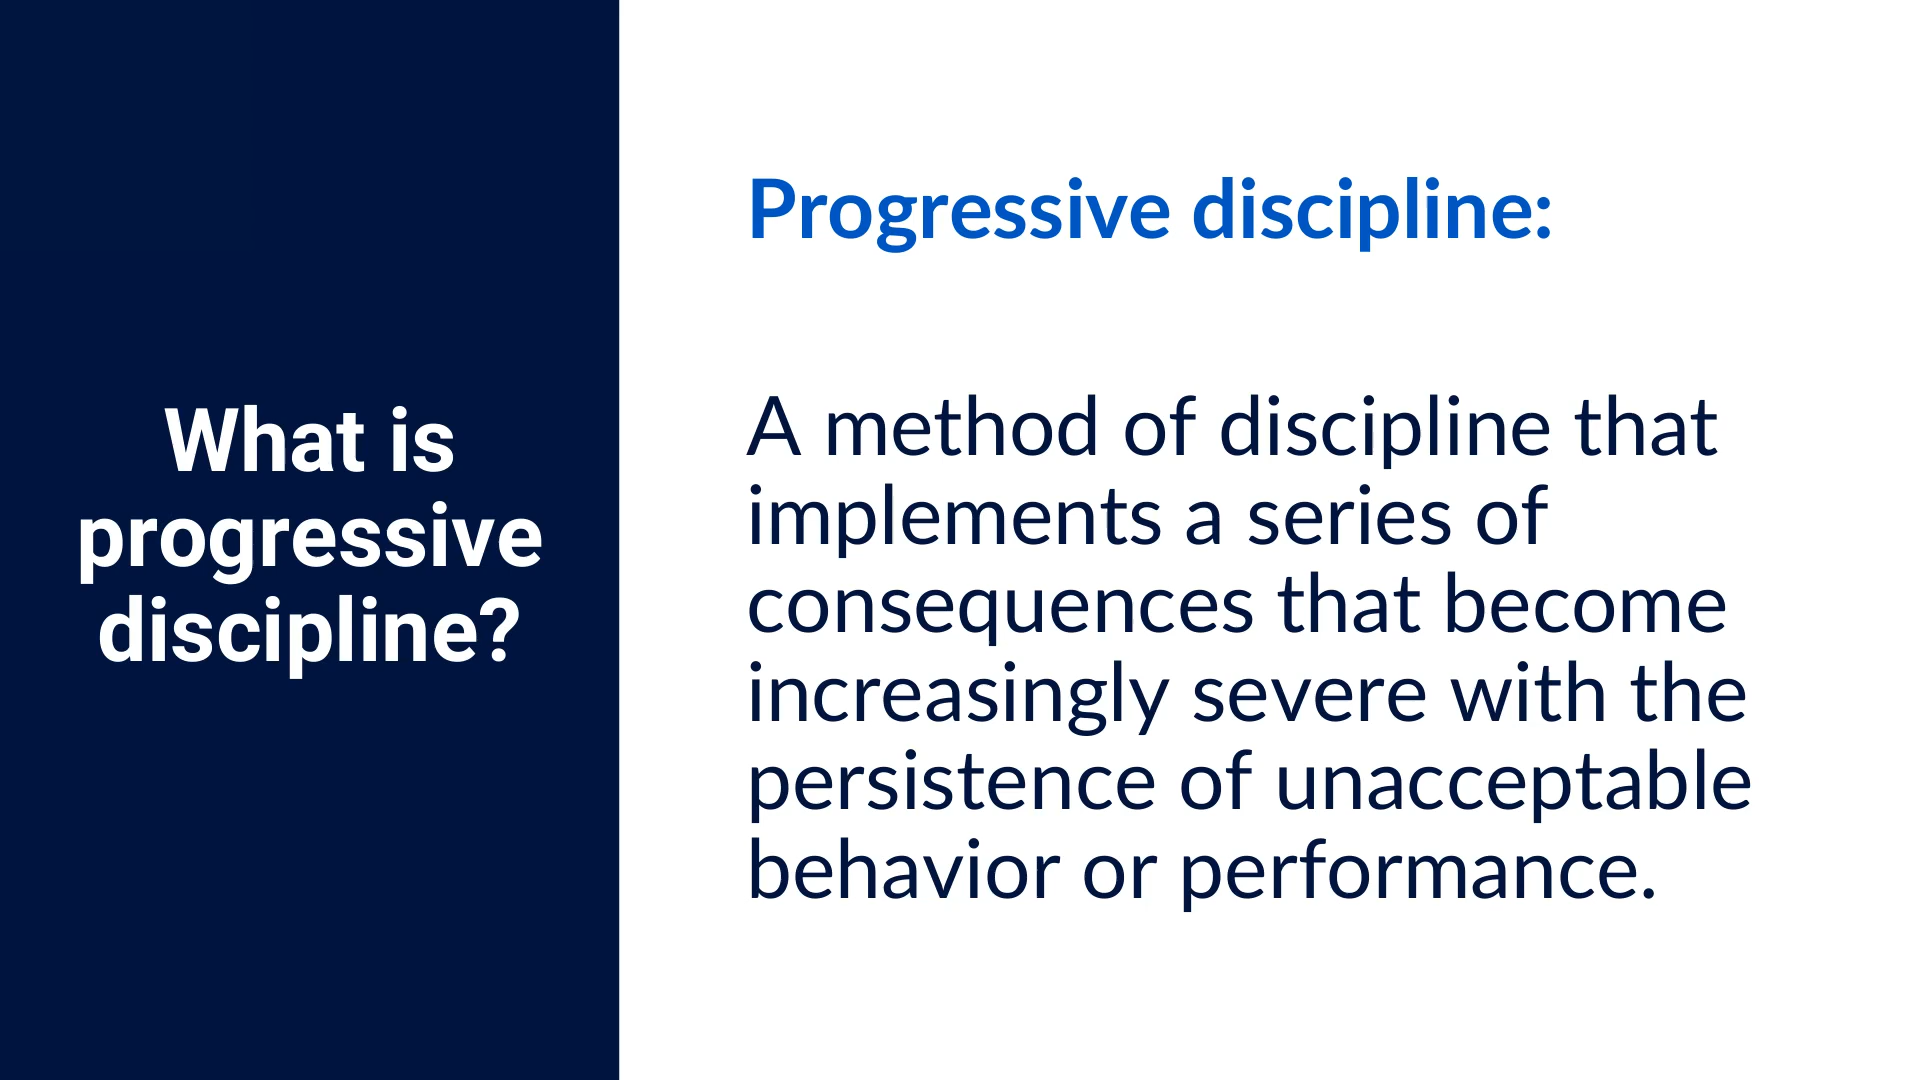 What is
progressive
discipline?
Progressive discipline:
A method of discipline that
implements a series of
consequences that become
increasingly severe with the
persistence of unacceptable
behavior or performance.